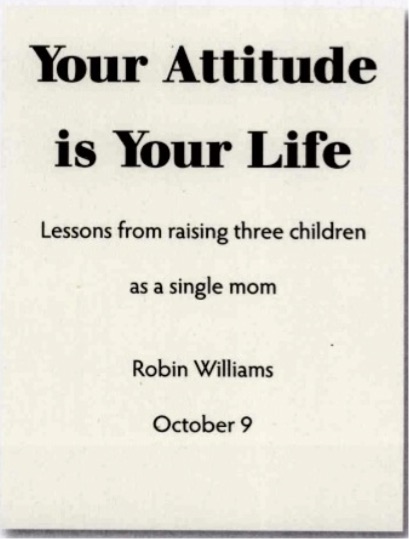 Your Attitude
is Your Life
Lessons from raising three children
as a single mom
Robin Williams
October 9